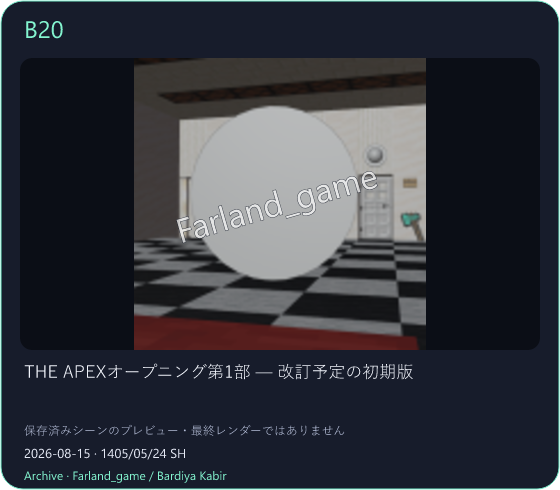 B20
Farland_game
THE APEXオープニング第1部 — 改訂予定の初期版
保存済みシーンのプレビュー・最終レンダーではありません
2026-08-15 · 1405/05/24 SH
Archive · Farland_game / Bardiya Kabir